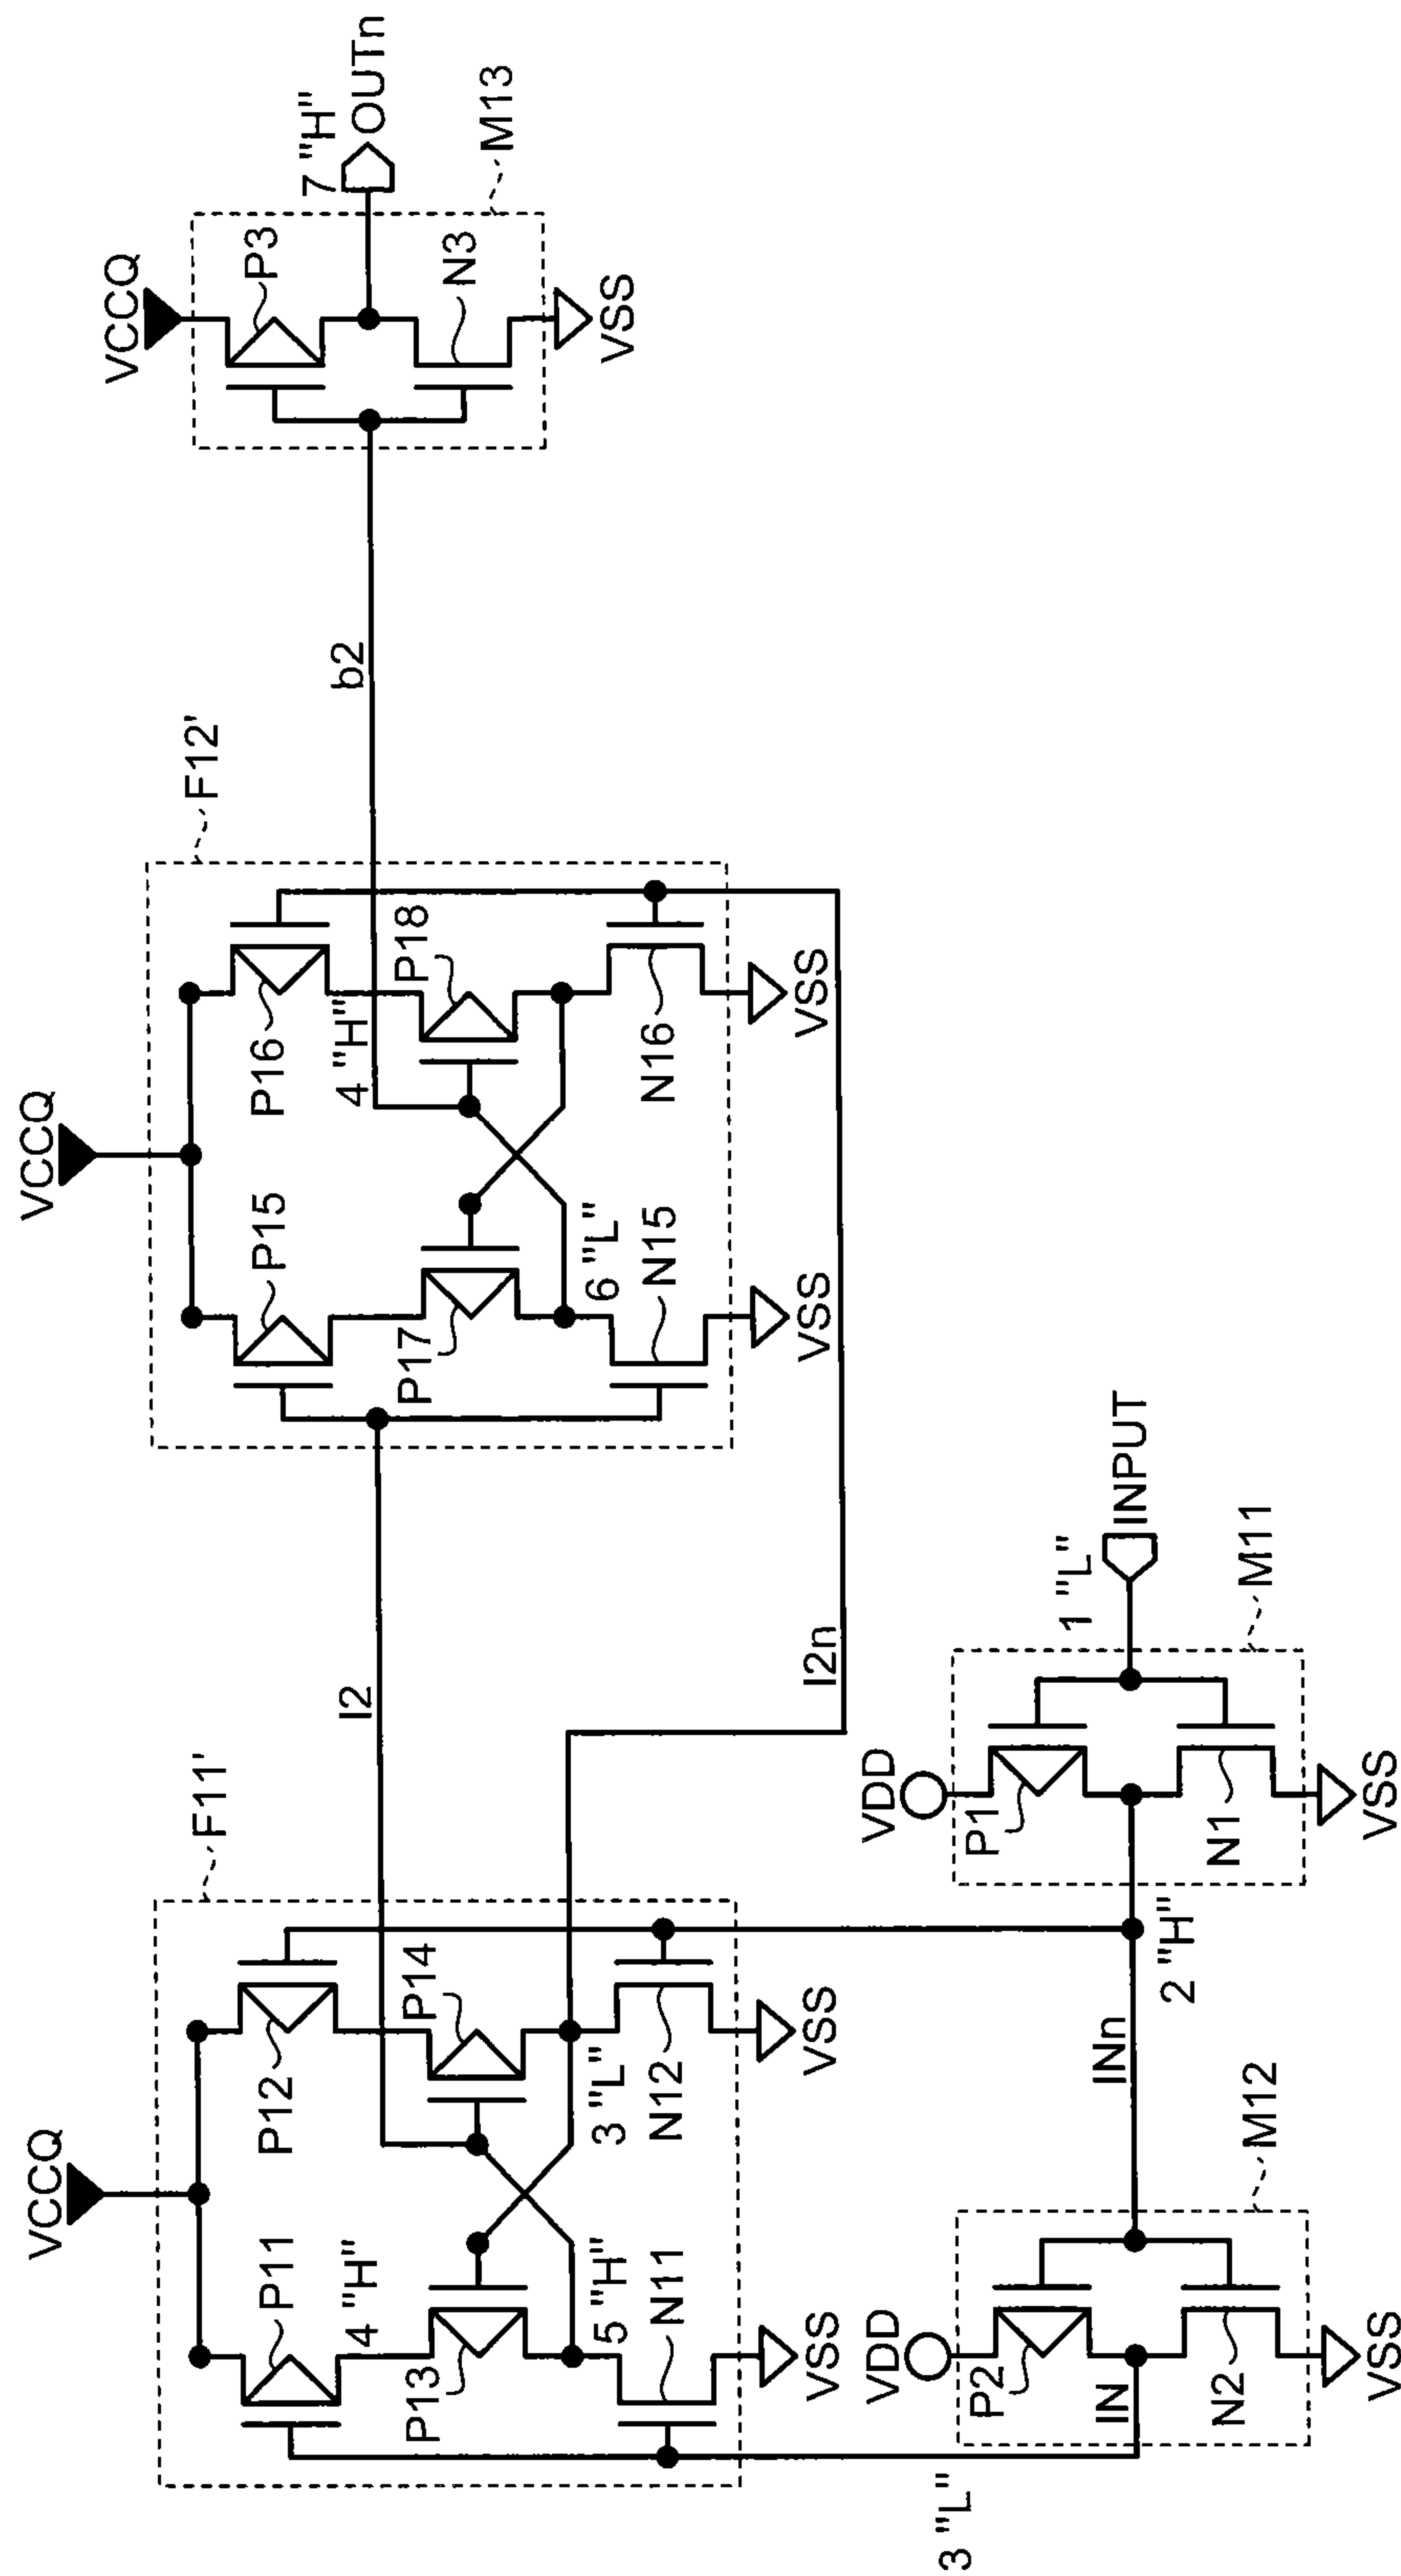 VCCQ
F11'
P11
P12
4 "H"
P13
P14
5 "H"
3 "L"
N11
N12
VSS
VSS
I2
I2n
VCCQ
F12'
P15
P16
4 "H"
P17
P18
6 "L"
N15
N16
VSS
VSS
b2
VCCQ
P3
7 "H"
OUTn
N3
M13
VSS
3 "L"
VDD
P2
IN
N2
M12
VSS
INn
2 "H"
VDD
P1
N1
M11
VSS
1 "L"
INPUT